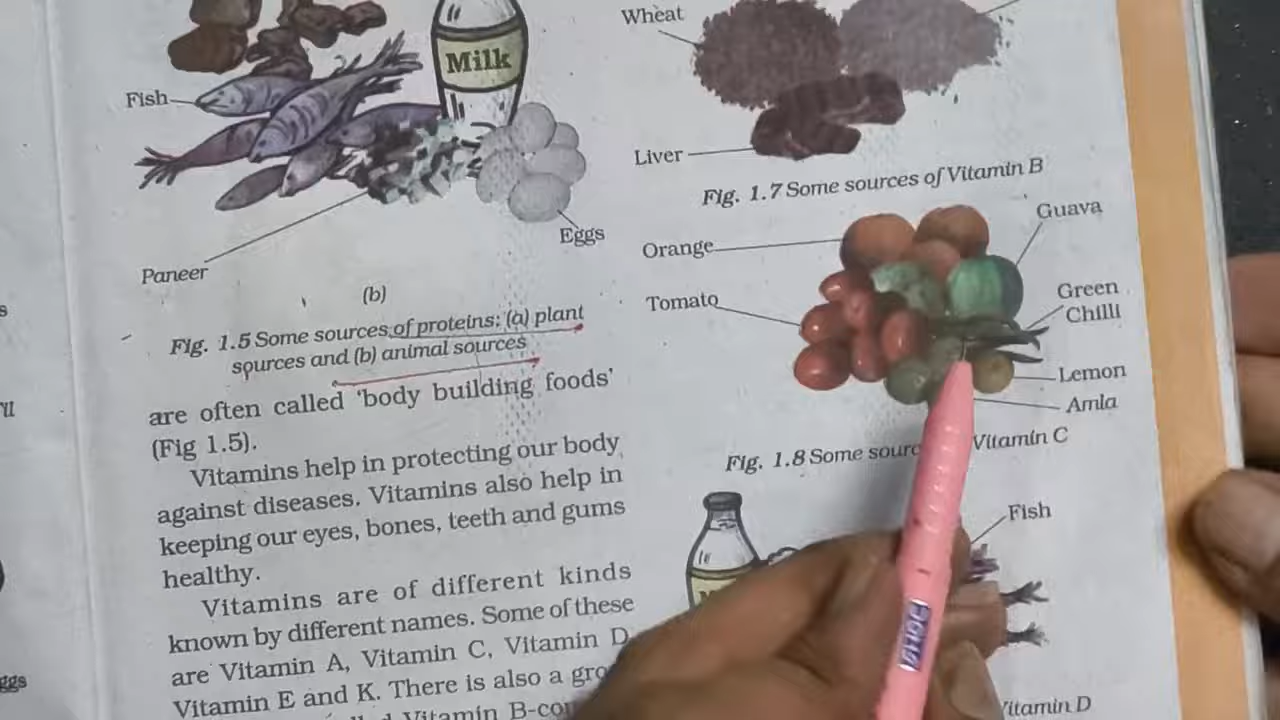 Fish
Milk
Eggs
Paneer
(b)
Fig. 1.5 Some sources of proteins: (a) plant
sources and (b) animal sources
are often called 'body building foods'
(Fig 1.5).
Vitamins help in protecting our body
against diseases. Vitamins also help in
keeping our eyes, bones, teeth and gums
healthy.
Vitamins are of different kinds
known by different names. Some of these
are Vitamin A, Vitamin C, Vitamin D,
Vitamin E and K. There is also a
Vitamin
Wheat
Liver
Fig. 1.7 Some sources of Vitamin B
Orange
Guava
Tomato
Green
Chilli
Lemon
Amla
Fig. 1.8 Some Vitamin C
Fish
Vitamin D